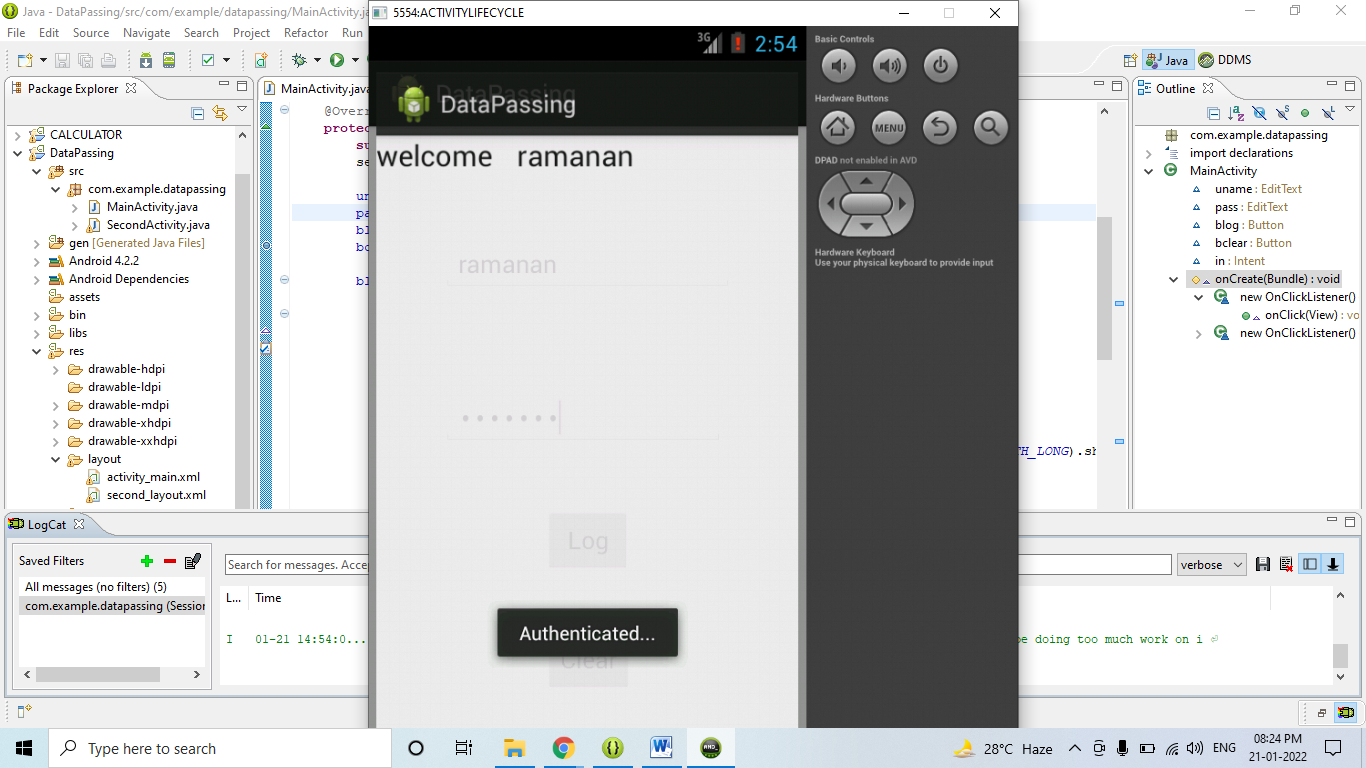 Java - DataPassing/src/com/example/datapassing/MainActivity.ja
5554:ACTIVITYLIFECYCLE
File Edit Source Navigate Search Project Refactor Run
Java DDMS
Package Explorer
CALCULATOR
DataPassing
src
com.example.datapassing
MainActivity.java
SecondActivity.java
gen [Generated Java Files]
Android 4.2.2
Android Dependencies
assets
bin
libs
res
drawable-hdpi
drawable-ldpi
drawable-mdpi
drawable-xhdpi
drawable-xxhdpi
layout
activity_main.xml
second_layout.xml
MainActivity.java
@Overr
protec
su
se
un
pa
bl
bc
bl
TH_LONG).sh
3G 2:54
DataPassing
welcome ramanan
ramanan
Log
Authenticated...
Clear
Basic Controls
Hardware Buttons
MENU
DPAD not enabled in AVD
Hardware Keyboard
Use your physical keyboard to provide input
Outline
com.example.datapassing
import declarations
MainActivity
uname : EditText
pass : EditText
blog : Button
bclear : Button
in : Intent
onCreate(Bundle) : void
new OnClickListener()
onClick(View) : vo
new OnClickListener()
LogCat
Saved Filters
All messages (no filters) (5)
com.example.datapassing (Session
Search for messages. Acce
verbose
L... Time
I 01-21 14:54:0... be doing too much work on i
Type here to search
28°C Haze
ENG
08:24 PM
21-01-2022